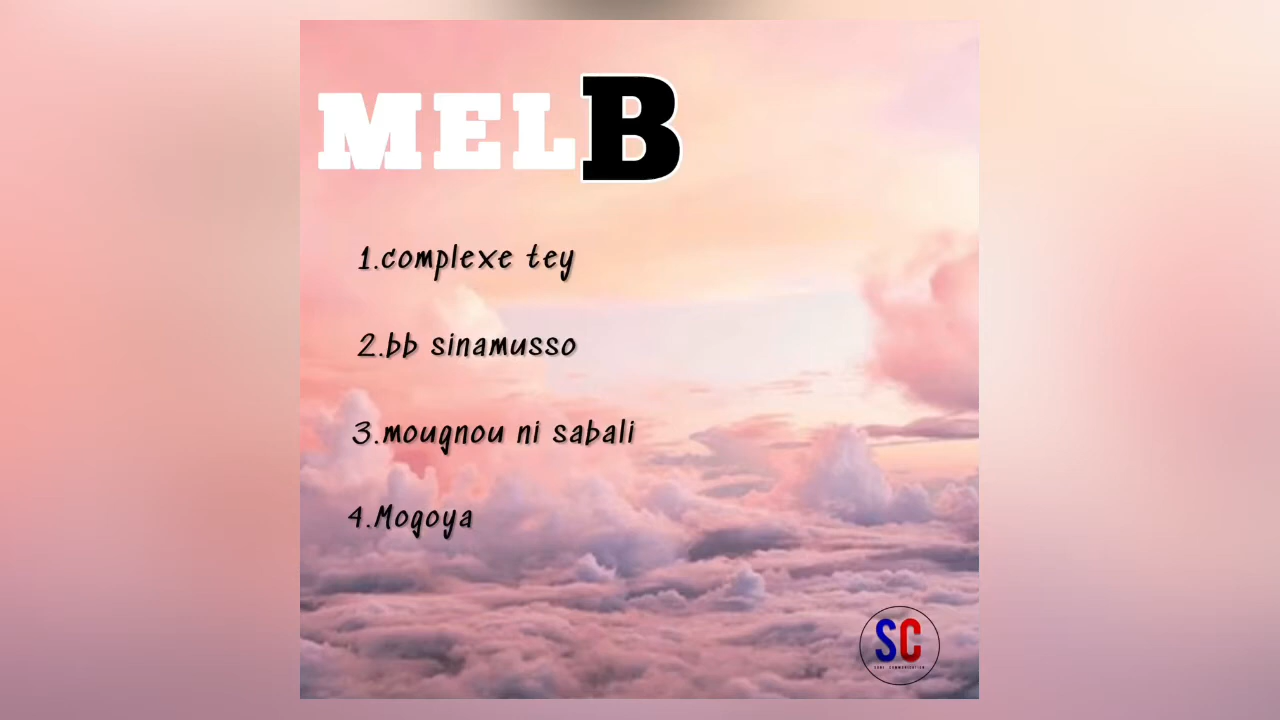 MELB
1.complexe tey
2.bb sinamusso
3.mougnou ni sabali
4.Mogoya
SC